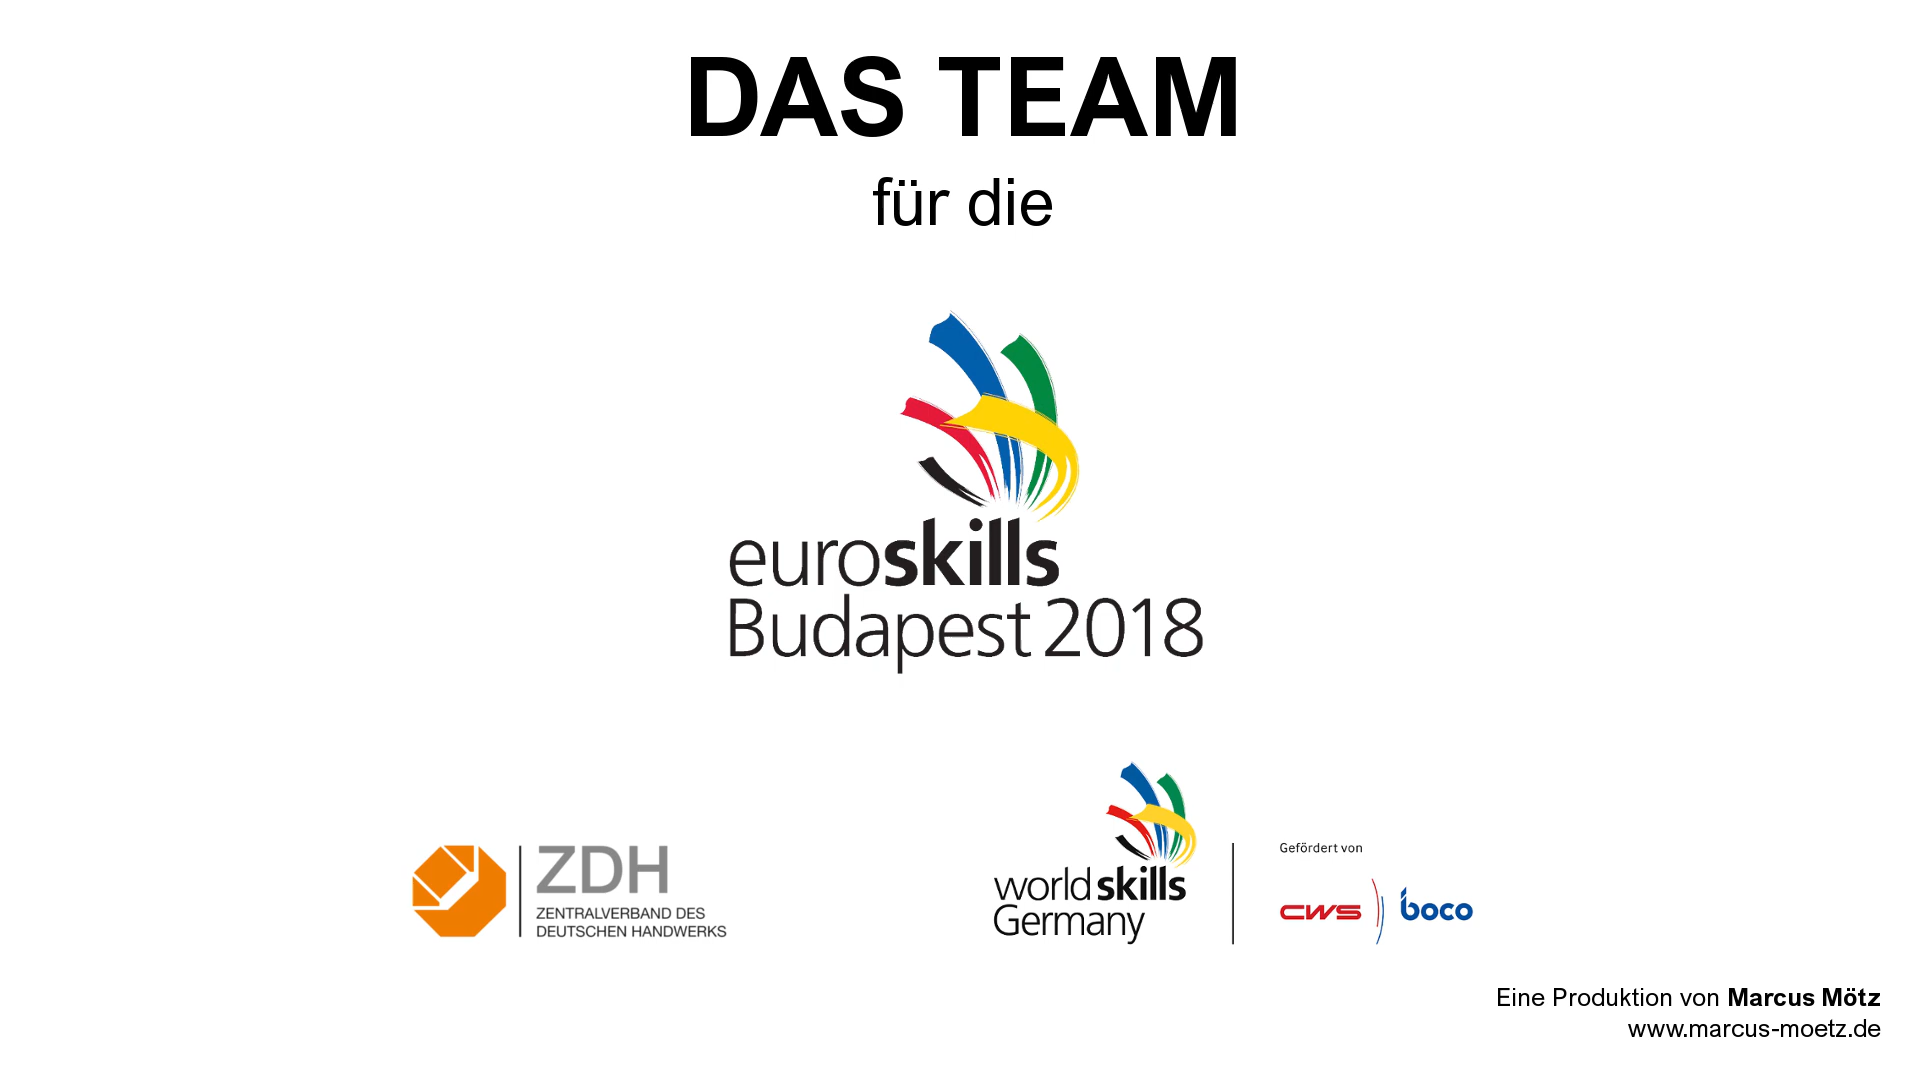 DAS TEAM
für die
euroskills
Budapest 2018
ZDH
ZENTRALVERBAND DES
DEUTSCHEN HANDWERKS
worldskills
Germany
Gefördert von
CWS boco
Eine Produktion von Marcus Mötz
www.marcus-moetz.de